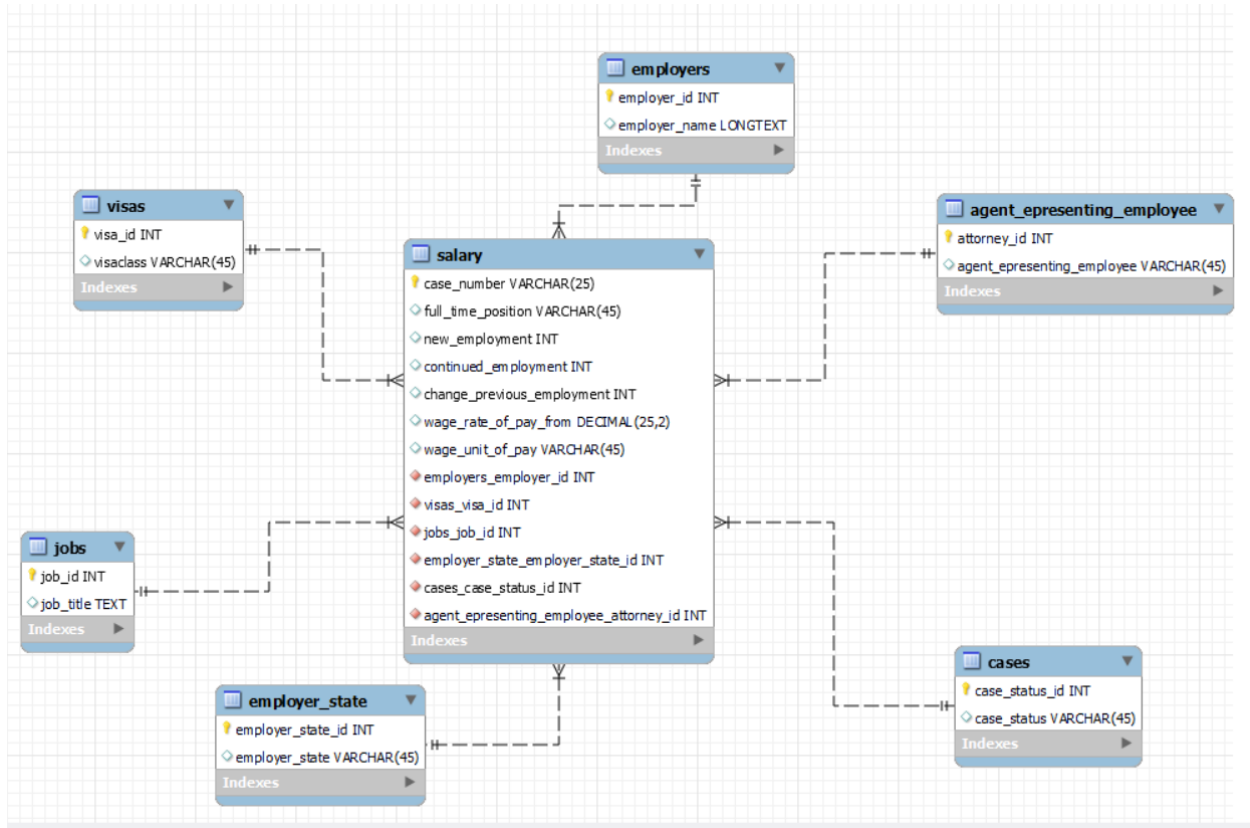 employers
employer_id INT
employer_name LONGTEXT
Indexes
visas
visa_id INT
visaclass VARCHAR(45)
Indexes
agent_epresenting_employee
attorney_id INT
agent_epresenting_employee VARCHAR(45)
Indexes
salary
case_number VARCHAR(25)
full_time_position VARCHAR(45)
new_employment INT
continued_employment INT
change_previous_employment INT
wage_rate_of_pay_from DECIMAL(25,2)
wage_unit_of_pay VARCHAR(45)
employers_employer_id INT
visas_visa_id INT
jobs_job_id INT
employer_state_employer_state_id INT
cases_case_status_id INT
agent_epresenting_employee_attorney_id INT
Indexes
jobs
job_id INT
job_title TEXT
Indexes
employer_state
employer_state_id INT
employer_state VARCHAR(45)
Indexes
cases
case_status_id INT
case_status VARCHAR(45)
Indexes